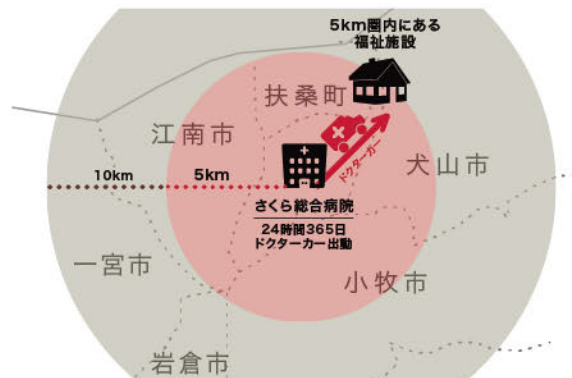 5km圏内にある
福祉施設
扶桑町
江南市
犬山市
ドクターカー
10km
5km
さくら総合病院
24時間365日
ドクターカー出動
一宮市
小牧市
岩倉市